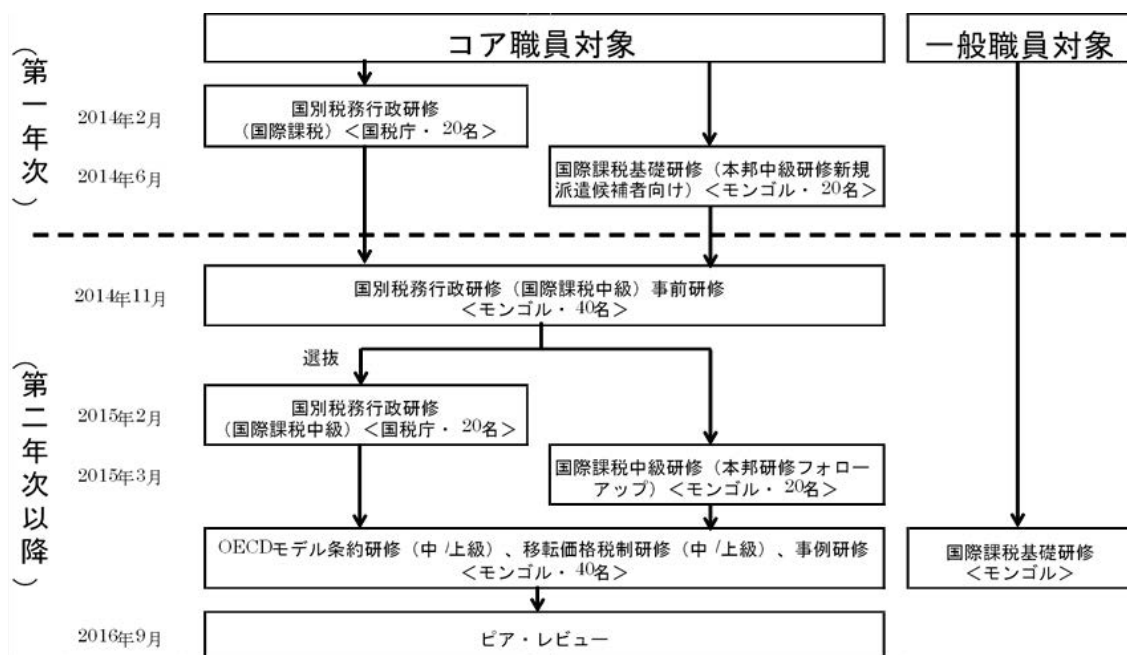 コア職員対象
一般職員対象
（第一年次）
2014年2月
国別税務行政研修
（国際課税）＜国税庁・20名＞
2014年6月
国際課税基礎研修（本邦中級研修新規
派遣候補者向け）＜モンゴル・20名＞
2014年11月
国別税務行政研修（国際課税中級）事前研修
＜モンゴル・40名＞
（第二年次以降）
選抜
2015年2月
国別税務行政研修
（国際課税中級）＜国税庁・20名＞
2015年3月
国際課税中級研修（本邦研修フォロー
アップ）＜モンゴル・20名＞
OECDモデル条約研修（中/上級）、移転価格税制研修（中/上級）、事例研修
＜モンゴル・40名＞
国際課税基礎研修
＜モンゴル＞
2016年9月
ピア・レビュー